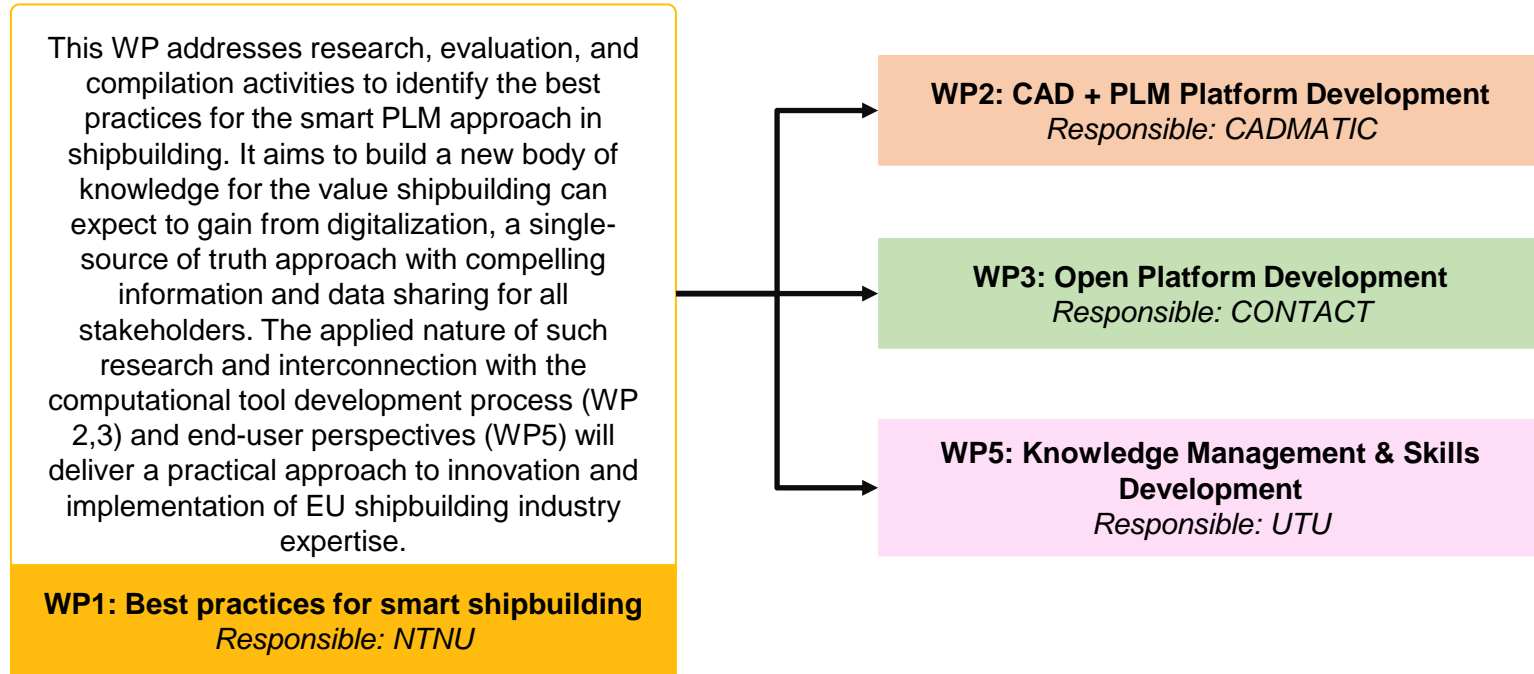 This WP addresses research, evaluation, and
compilation activities to identify the best
practices for the smart PLM approach in
shipbuilding. It aims to build a new body of
knowledge for the value shipbuilding can
expect to gain from digitalization, a single-
source of truth approach with compelling
information and data sharing for all
stakeholders. The applied nature of such
research and interconnection with the
computational tool development process (WP
2,3) and end-user perspectives (WP5) will
deliver a practical approach to innovation and
implementation of EU shipbuilding industry
expertise.
WP1: Best practices for smart shipbuilding
Responsible: NTNU
WP2: CAD + PLM Platform Development
Responsible: CADMATIC
WP3: Open Platform Development
Responsible: CONTACT
WP5: Knowledge Management & Skills
Development
Responsible: UTU